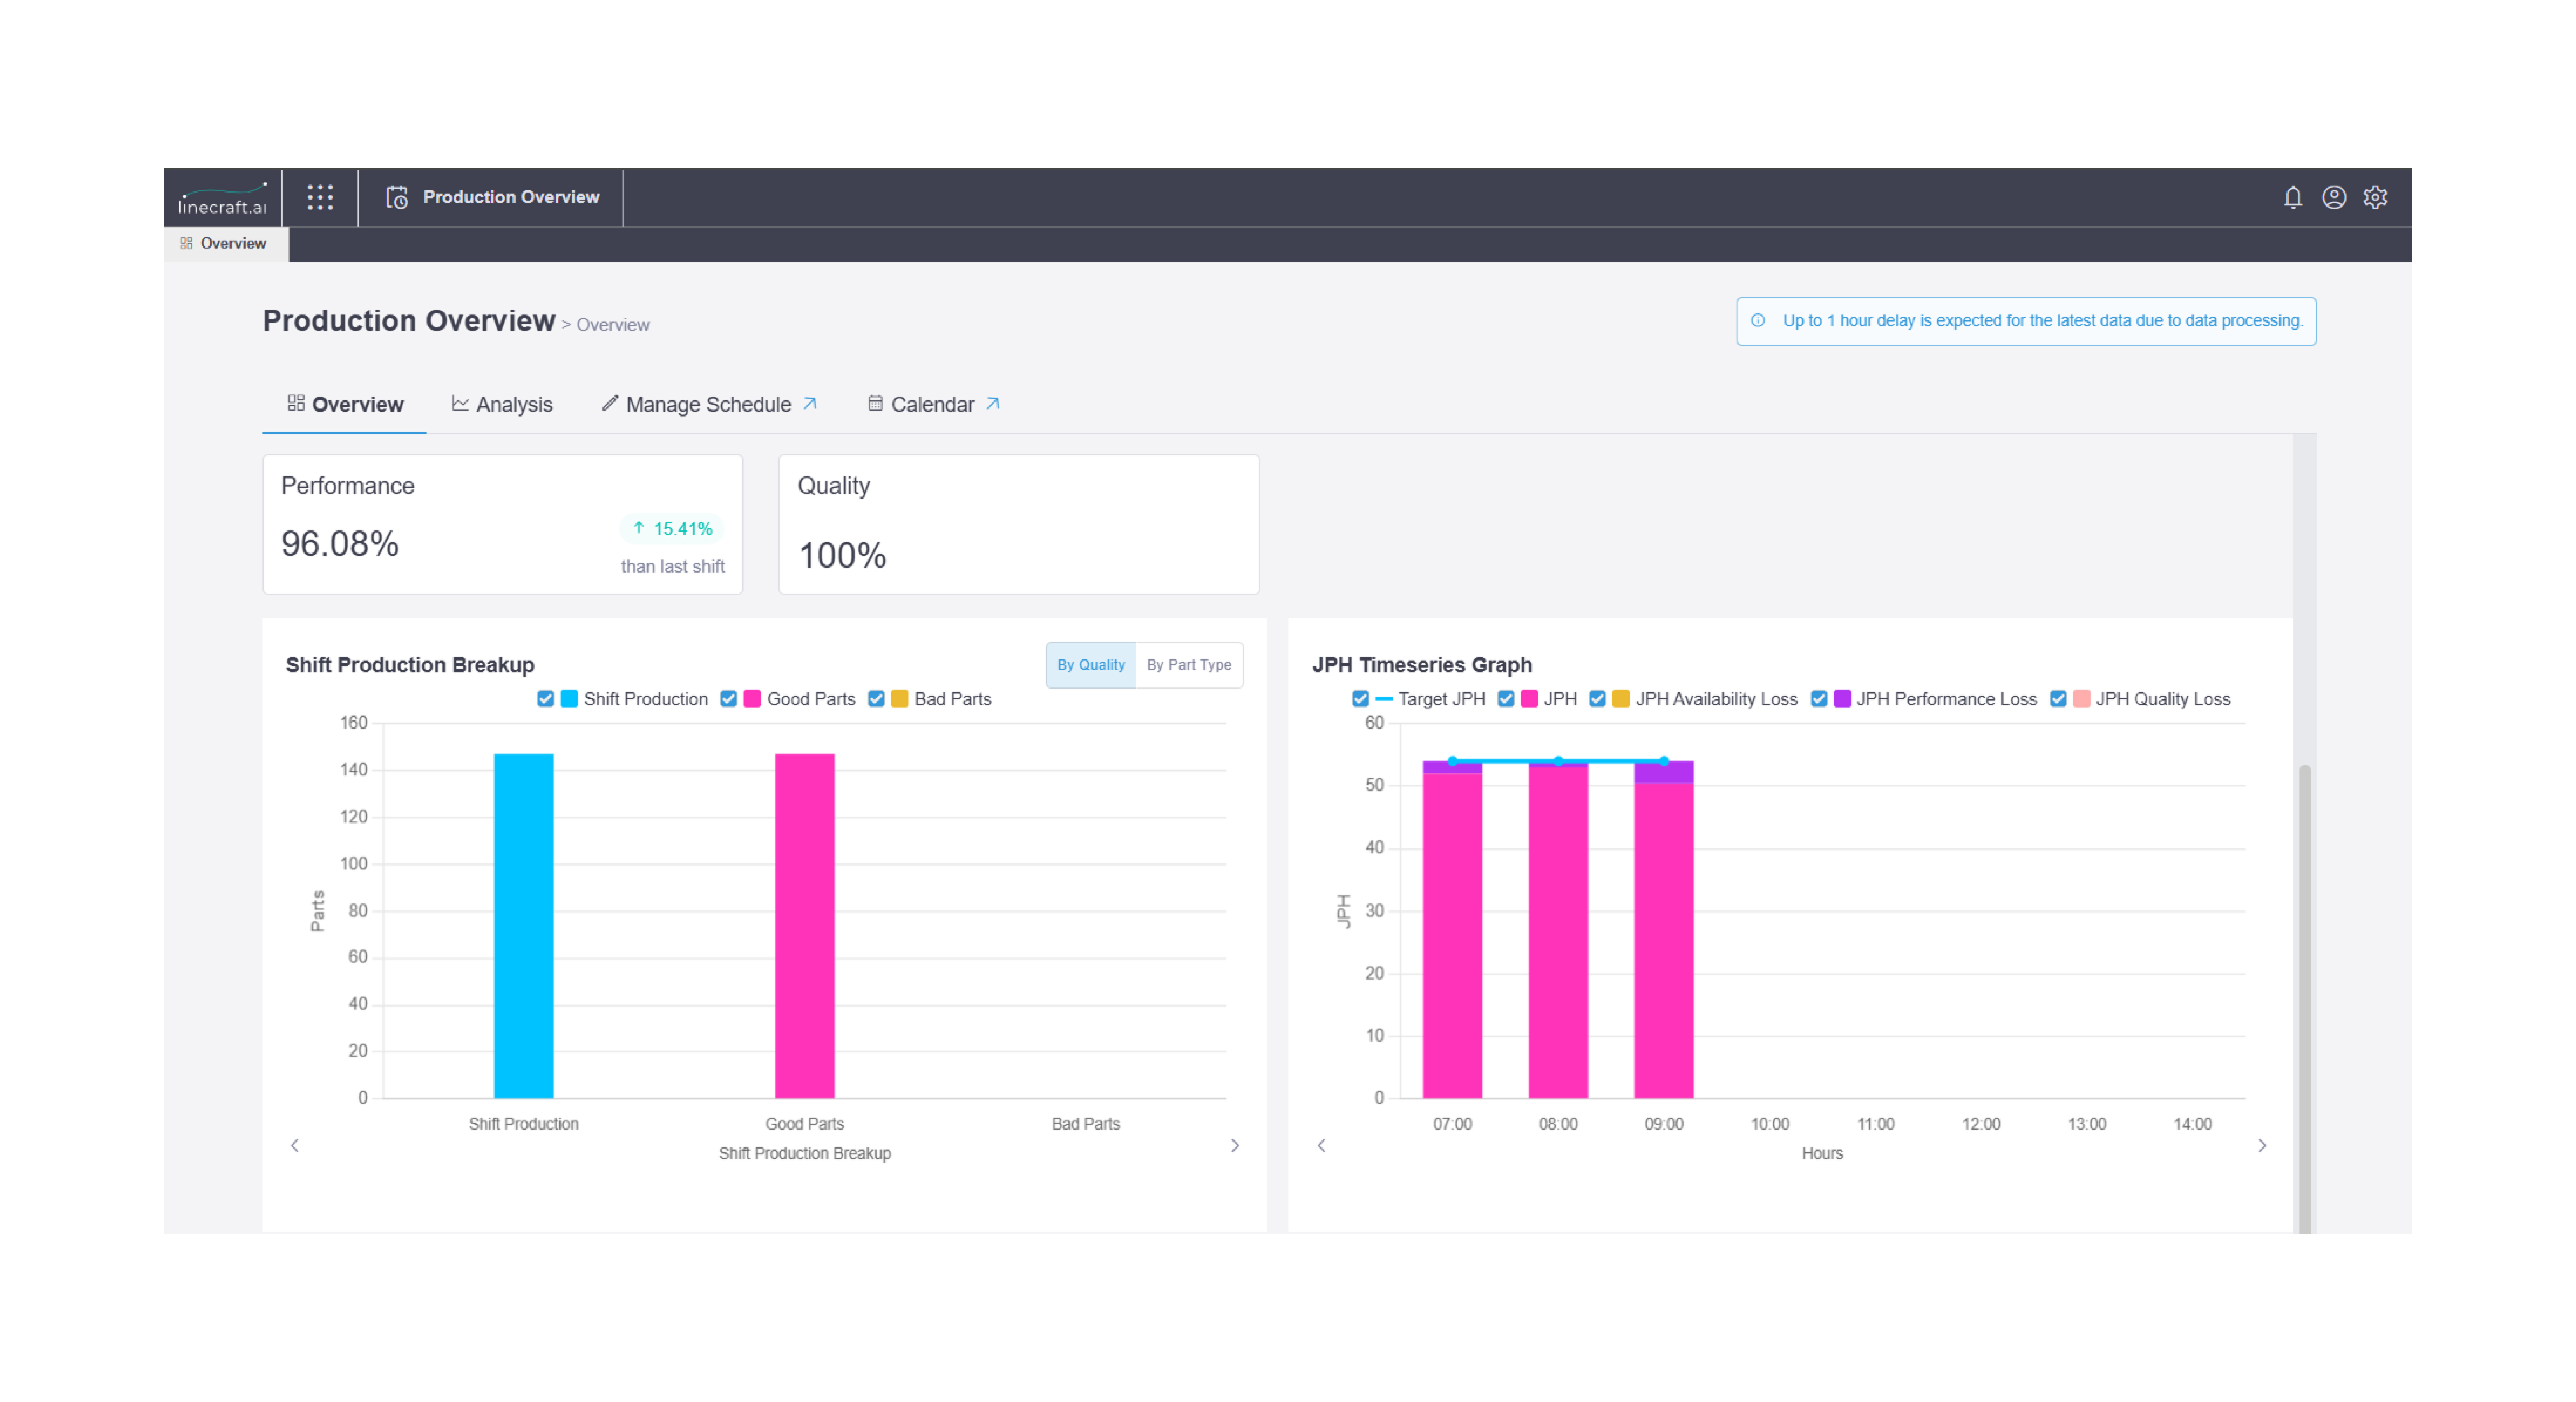 linecraft.ai
Production Overview
Overview
Production Overview > Overview
Up to 1 hour delay is expected for the latest data due to data processing.
Overview Analysis Manage Schedule Calendar
Performance
96.08%
15.41%
than last shift
Quality
100%
Shift Production Breakup
By Quality By Part Type
Shift Production Good Parts Bad Parts
160
140
120
100
80
60
40
20
0
Parts
Shift Production Good Parts Bad Parts
Shift Production Breakup
JPH Timeseries Graph
Target JPH JPH JPH Availability Loss JPH Performance Loss JPH Quality Loss
60
50
40
30
20
10
0
JPH
07:00 08:00 09:00 10:00 11:00 12:00 13:00 14:00
Hours